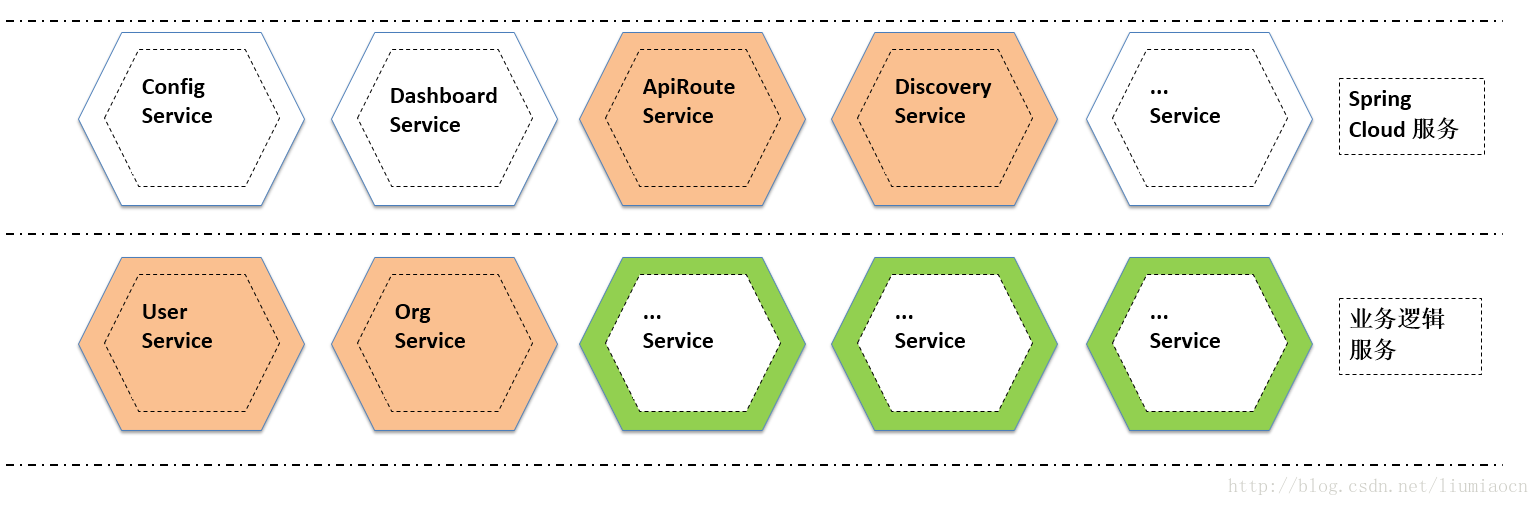 Config
Service
Dashboard
Service
ApiRoute
Service
Discovery
Service
...
Service
Spring
Cloud 服务
User
Service
Org
Service
...
Service
...
Service
...
Service
业务逻辑
服务
http://blog.csdn.net/liumiaocn